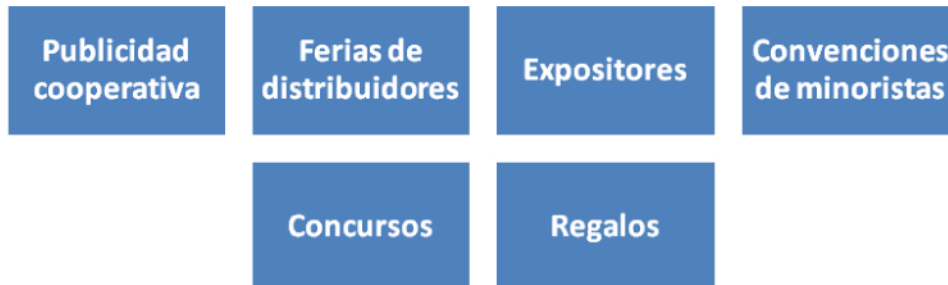 Publicidad
cooperativa
Ferias de
distribuidores
Expositores
Convenciones
de minoristas
Concursos
Regalos